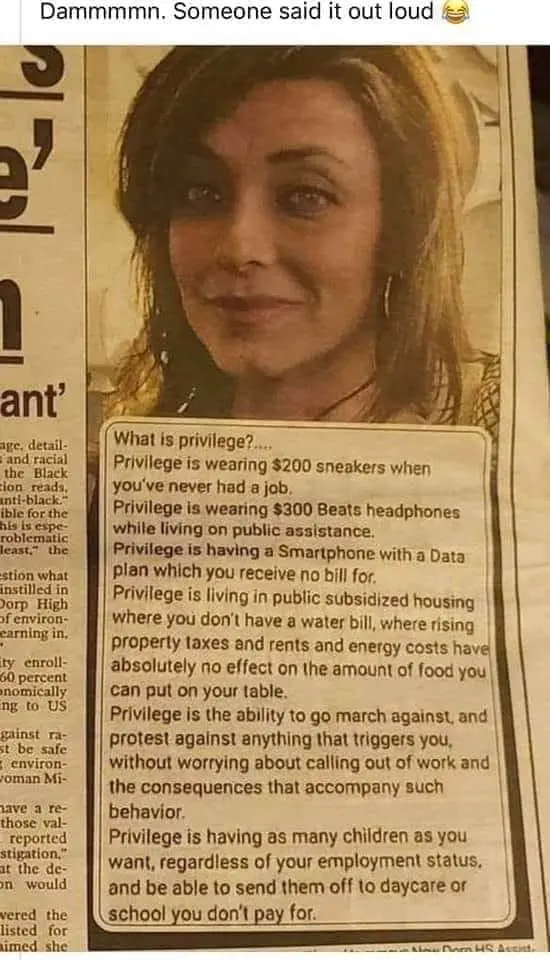 Dammmmn. Someone said it out loud 😂
s
e'
n
ant'
age, detail-
and racial
the Black
tion reads,
anti-black."
ible for the
his is espe-
roblematic
least," the
estion what
instilled in
Dorp High
of environ-
earning in,
ity enroll-
60 percent
onomically
ng to US
gainst ra-
st be safe
environ-
woman Mi-
have a re-
those val-
reported
stigation,"
at the de-
on would
wered the
listed for
aimed she
What is privilege?....
Privilege is wearing $200 sneakers when
you've never had a job.
Privilege is wearing $300 Beats headphones
while living on public assistance.
Privilege is having a Smartphone with a Data
plan which you receive no bill for.
Privilege is living in public subsidized housing
where you don't have a water bill, where rising
property taxes and rents and energy costs have
absolutely no effect on the amount of food you
can put on your table.
Privilege is the ability to go march against, and
protest against anything that triggers you,
without worrying about calling out of work and
the consequences that accompany such
behavior.
Privilege is having as many children as you
want, regardless of your employment status,
and be able to send them off to daycare or
school you don't pay for.
New Dorp HS Assist.